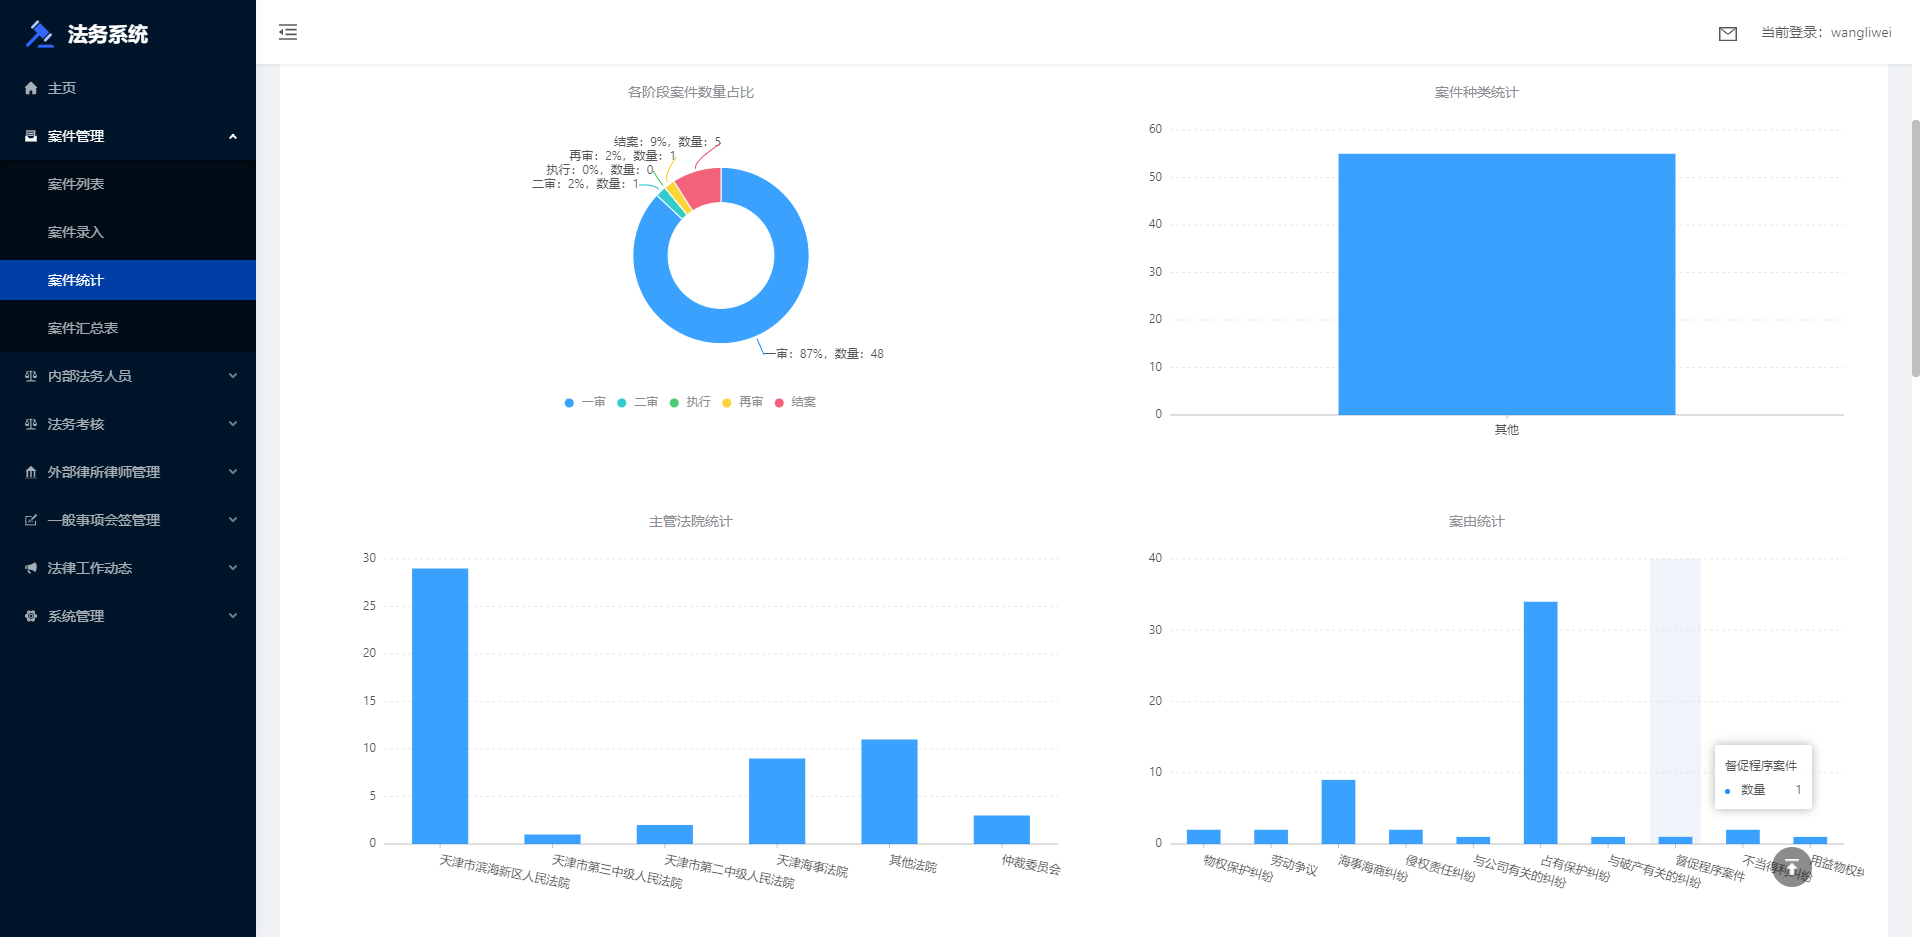 法务系统
当前登录：wangliwei
主页
案件管理
案件列表
案件录入
案件统计
案件汇总表
内部法务人员
法务考核
外部律所律师管理
一般事项会签管理
法律工作动态
系统管理
各阶段案件数量占比
结案：9%，数量：5
再审：2%，数量：1
执行：0%，数量：0
二审：2%，数量：1
一审：87%，数量：48
一审
二审
执行
再审
结案
案件种类统计
60
50
40
30
20
10
0
其他
主管法院统计
30
25
20
15
10
5
0
天津市滨海新区人民法院
天津市第三中级人民法院
天津市第二中级人民法院
天津海事法院
其他法院
仲裁委员会
案由统计
40
30
20
10
0
督促程序案件
数量 1
物权保护纠纷
劳动争议
海事海商纠纷
侵权责任纠纷
与公司有关的纠纷
占有保护纠纷
与破产有关的纠纷
督促程序案件
不当得利纠纷
用益物权纟